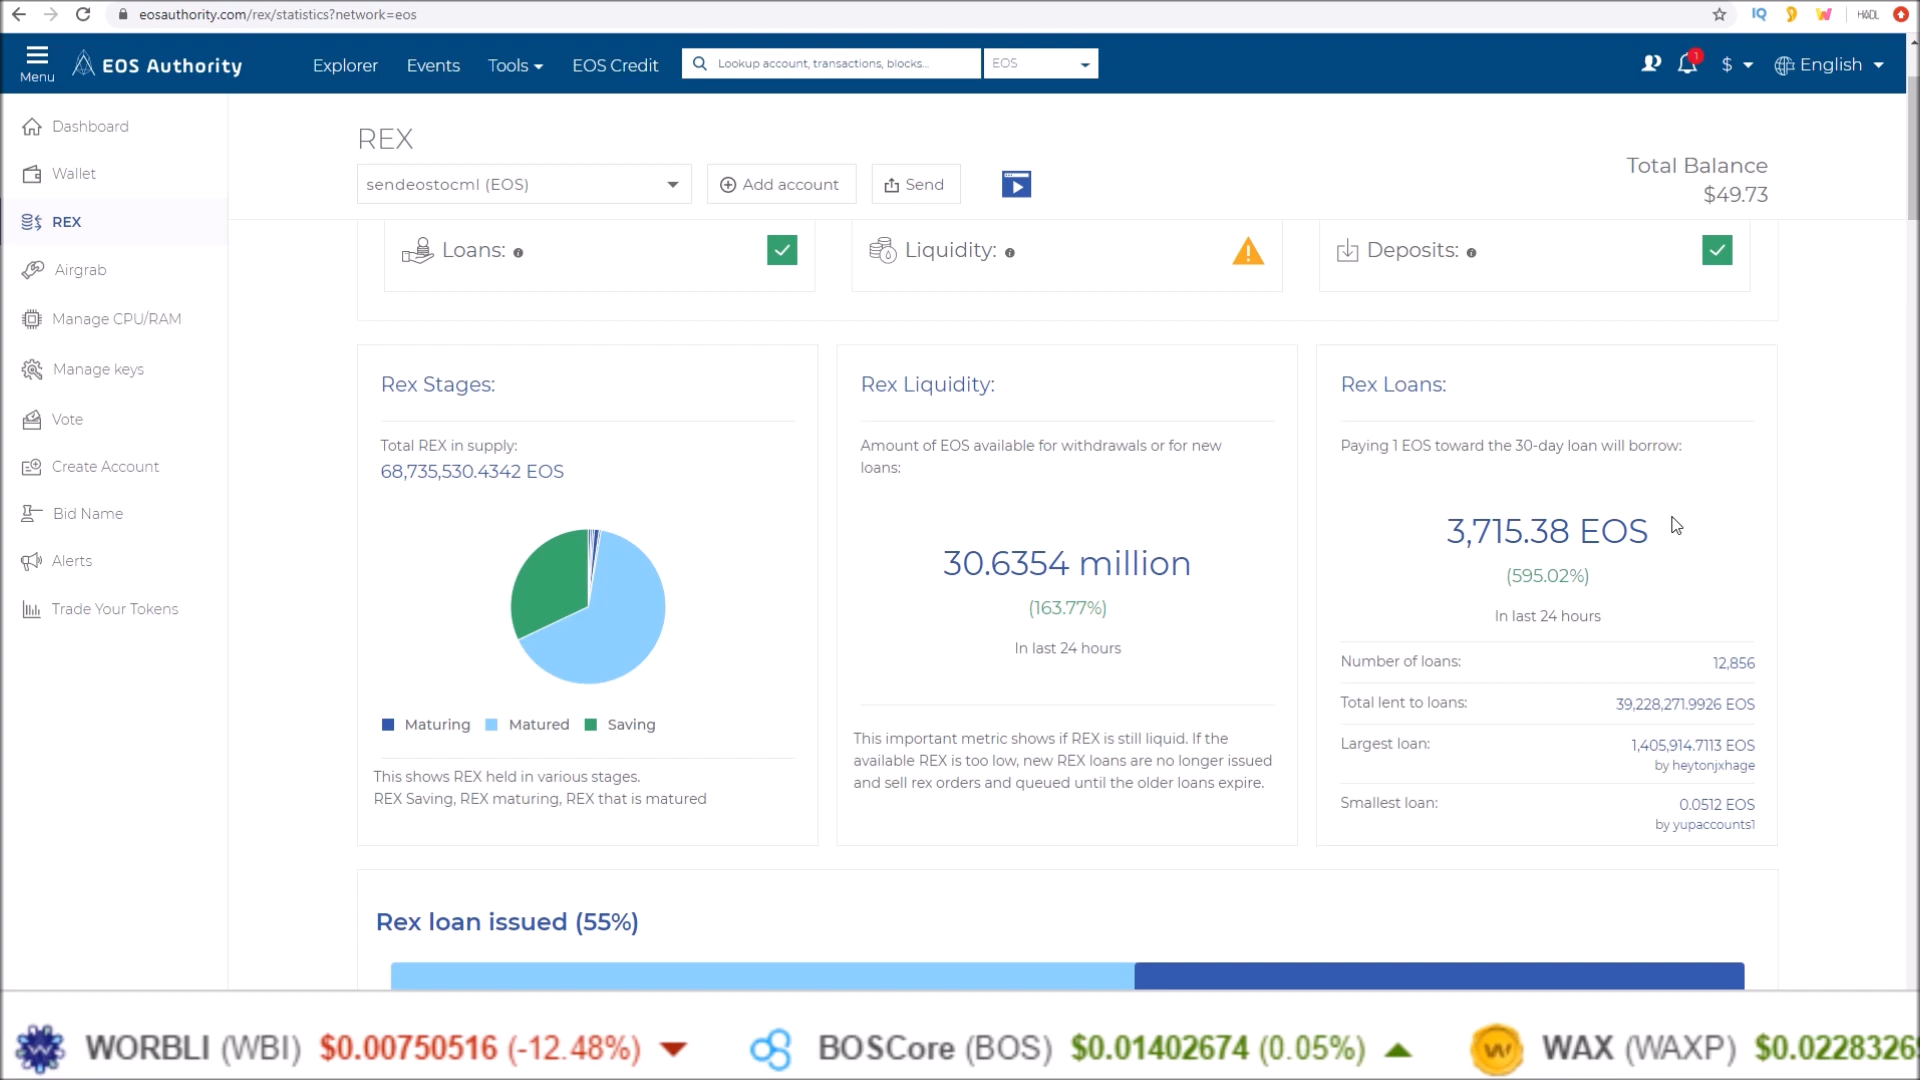 eosauthority.com/rex/statistics?network=eos
IQ
HADL
Menu
EOS Authority
Explorer
Events
Tools
EOS Credit
Lookup account, transactions, blocks...
EOS
1
$
English
Dashboard
Wallet
REX
Airgrab
Manage CPU/RAM
Manage keys
Vote
Create Account
Bid Name
Alerts
Trade Your Tokens
REX
sendeostocml (EOS)
Add account
Send
Total Balance
$49.73
Loans:
Liquidity:
Deposits:
Rex Stages:
Total REX in supply:
68,735,530.4342 EOS
Maturing
Matured
Saving
This shows REX held in various stages.
REX Saving, REX maturing, REX that is matured
Rex Liquidity:
Amount of EOS available for withdrawals or for new
loans:
30.6354 million
(163.77%)
In last 24 hours
This important metric shows if REX is still liquid. If the
available REX is too low, new REX loans are no longer issued
and sell rex orders and queued until the older loans expire.
Rex Loans:
Paying 1 EOS toward the 30-day loan will borrow:
3,715.38 EOS
(595.02%)
In last 24 hours
Number of loans: 12,856
Total lent to loans: 39,228,271.9926 EOS
Largest loan: 1,405,914.7113 EOS
by heytonjxhage
Smallest loan: 0.0512 EOS
by yupaccounts1
Rex loan issued (55%)
WORBLI (WBI) $0.00750516 (-12.48%) BOSCore (BOS) $0.01402674 (0.05%) WAX (WAXP) $0.0228326